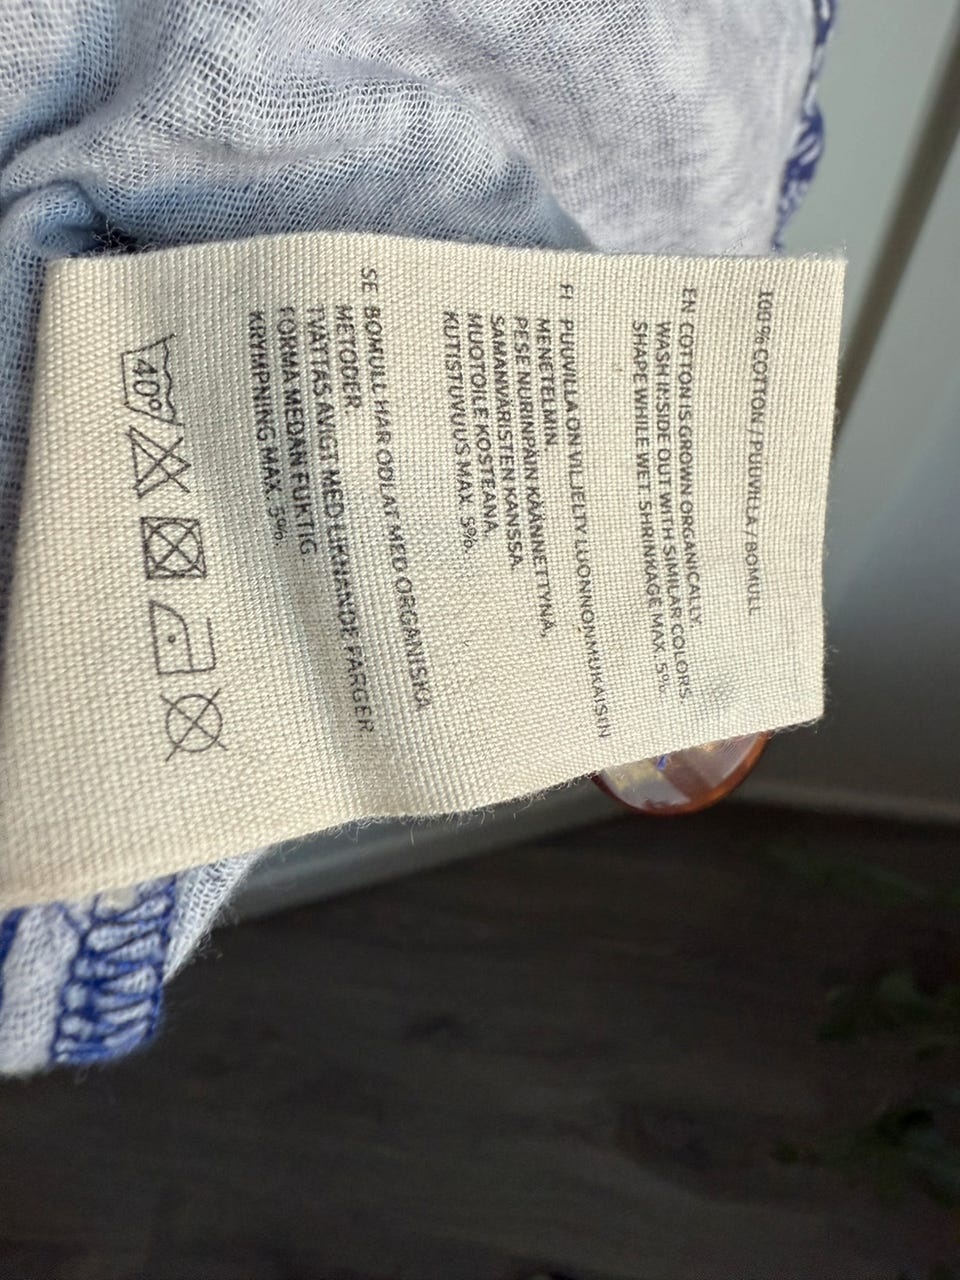 100 % COTTON / PUUVILLA / BOMULL
EN COTTON IS GROWN ORGANICALLY.
WASH INSIDE OUT WITH SIMILAR COLORS.
SHAPE WHILE WET. SHRINKAGE MAX. 5%.
FI PUUVILLA ON VILJELTY LUONNONMUKAISIN
MENETELMIN.
PESE NURINPÄIN KÄÄNNETTYNÄ,
SAMANVÄRISTEN KANSSA.
MUOTOILE KOSTEANA.
KUTISTUVUUS MAX. 5%.
SE BOMULL HAR ODLAT MED ORGANISKA
METODER.
TVÄTTAS AVIGT MED LIKNANDE FÄRGER
FORMA MEDAN FUKTIG.
KRYMPNING MAX. 5%.
40°